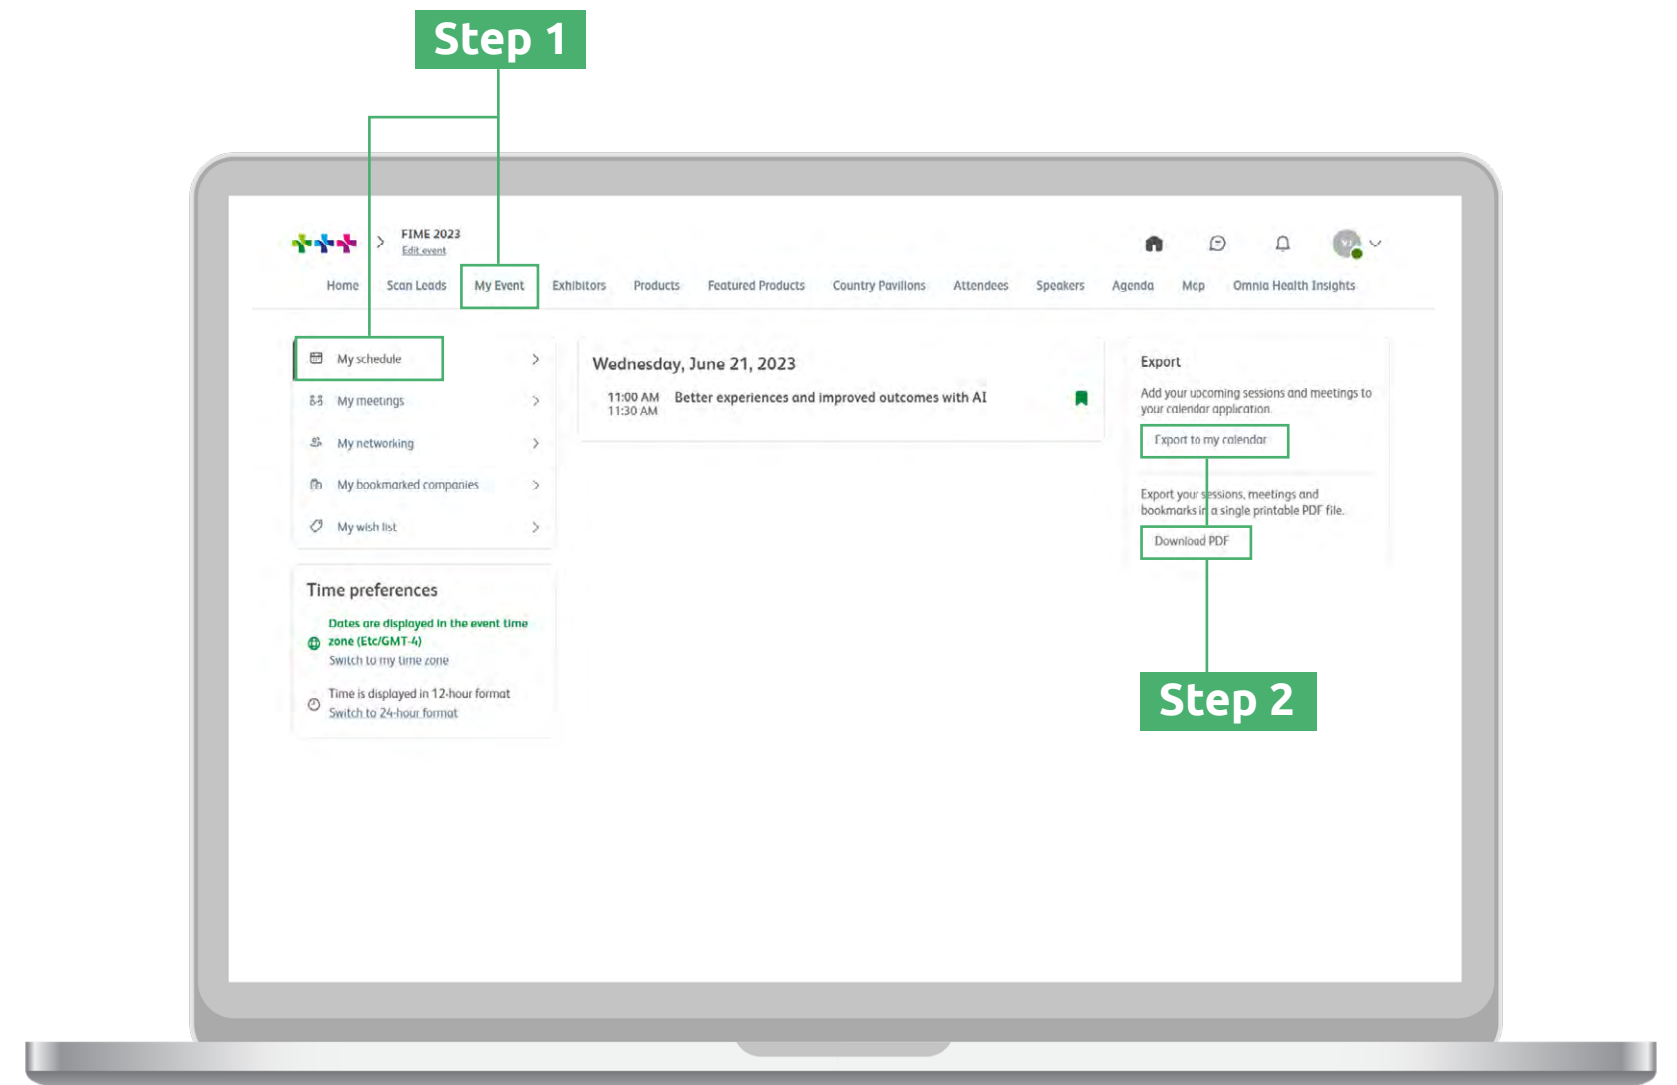 Step 1
FIME 2023
Edit event
Home Scan Leads My Event Exhibitors Products Featured Products Country Pavilions Attendees Speakers Agenda Map Omnia Health Insights
My schedule
My meetings
My networking
My bookmarked companies
My wish list
Time preferences
Dates are displayed in the event time
zone (Etc/GMT-4)
Switch to my time zone
Time is displayed in 12-hour format
Switch to 24-hour format
Wednesday, June 21, 2023
11:00 AM Better experiences and improved outcomes with AI
11:30 AM
Export
Add your upcoming sessions and meetings to
your calendar application.
Export to my calendar
Export your sessions, meetings and
bookmarks in a single printable PDF file.
Download PDF
Step 2